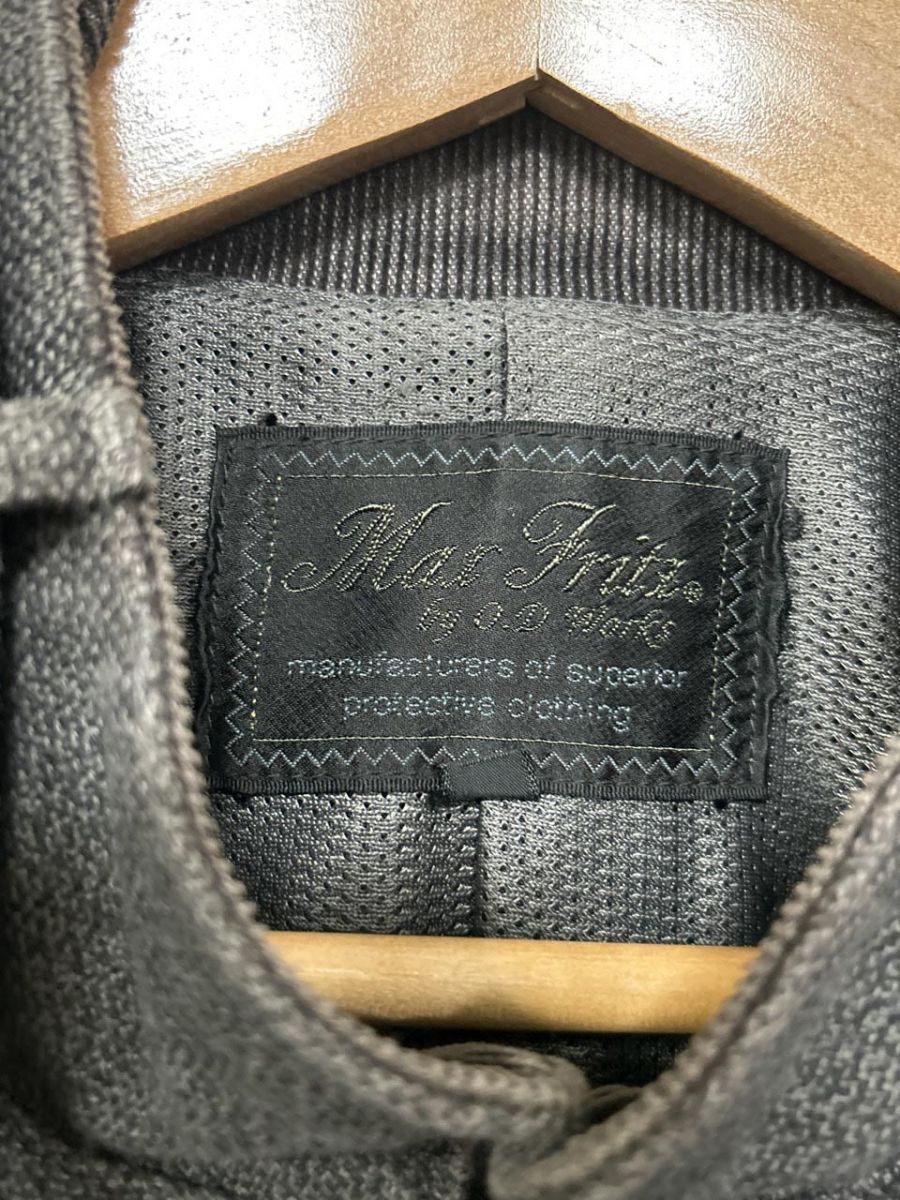 Max Fritz
by O.D Works
manufacturers of superior
protective clothing